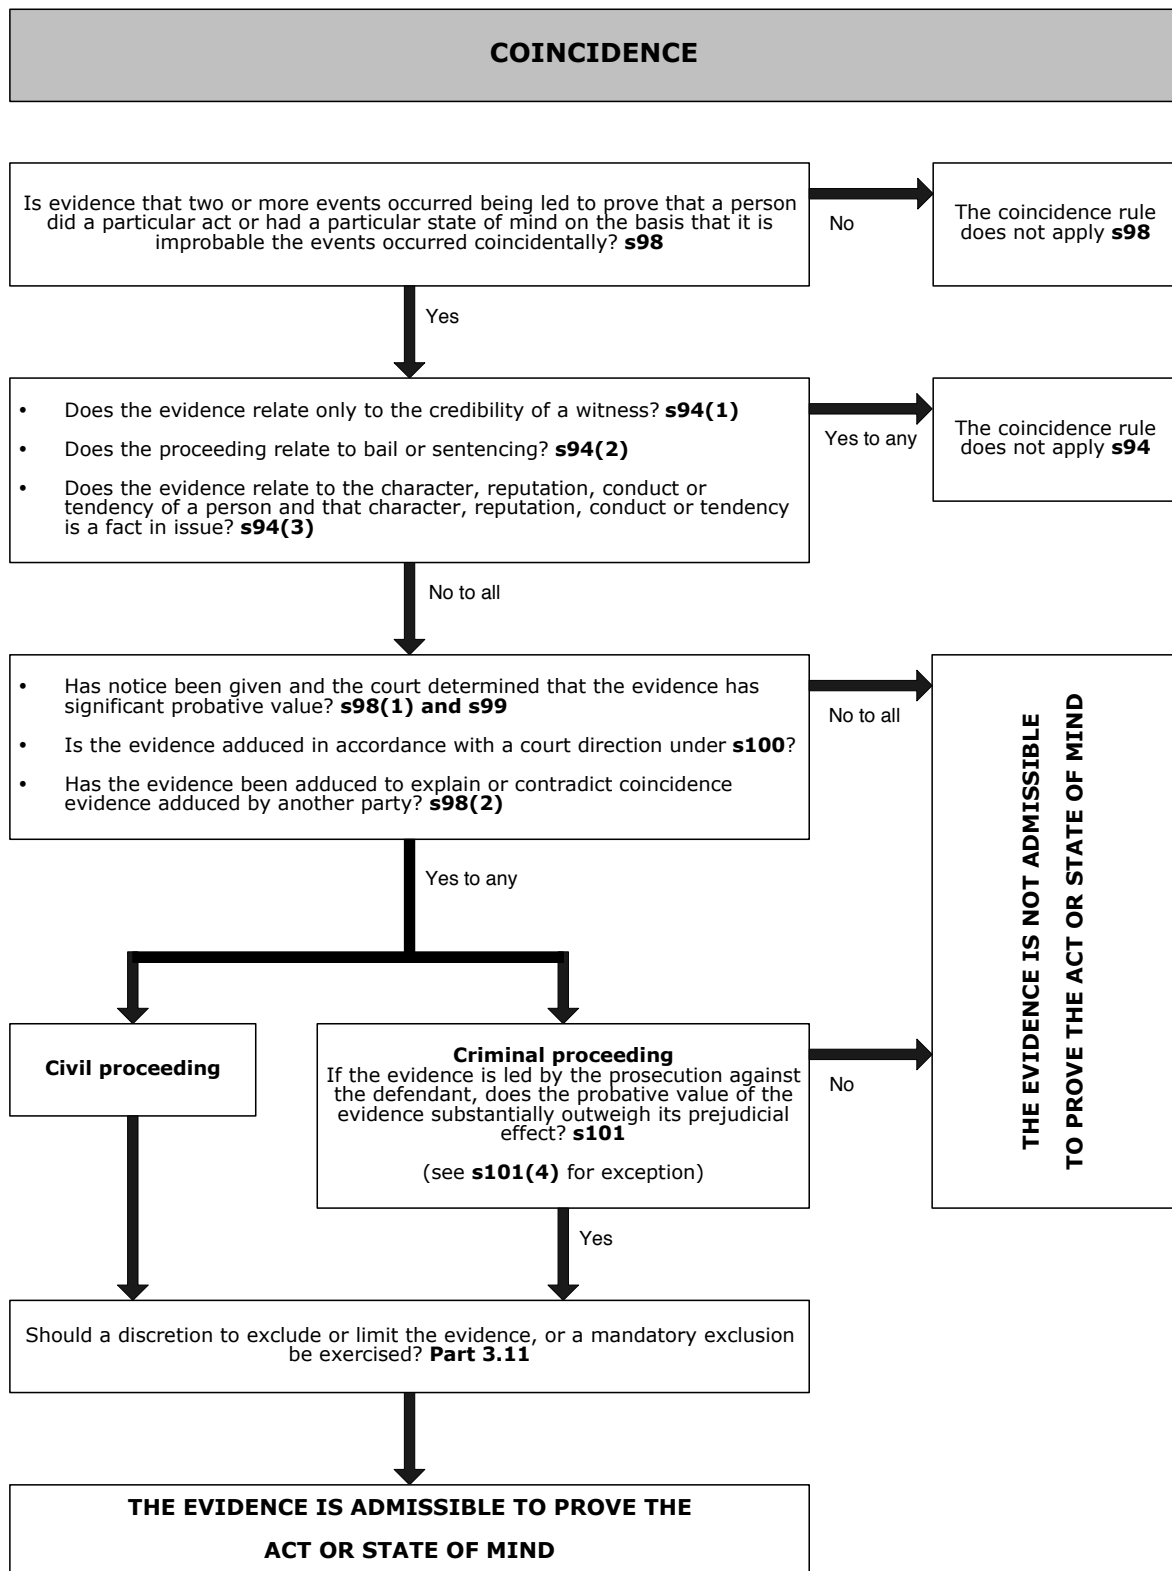 COINCIDENCE
Is evidence that two or more events occurred being led to prove that a person
did a particular act or had a particular state of mind on the basis that it is
improbable the events occurred coincidentally? s98
No
The coincidence rule
does not apply s98
Yes
• Does the evidence relate only to the credibility of a witness? s94(1)
• Does the proceeding relate to bail or sentencing? s94(2)
• Does the evidence relate to the character, reputation, conduct or
tendency of a person and that character, reputation, conduct or tendency
is a fact in issue? s94(3)
Yes to any
The coincidence rule
does not apply s94
No to all
• Has notice been given and the court determined that the evidence has
significant probative value? s98(1) and s99
• Is the evidence adduced in accordance with a court direction under s100?
• Has the evidence been adduced to explain or contradict coincidence
evidence adduced by another party? s98(2)
No to all
THE EVIDENCE IS NOT ADMISSIBLE
TO PROVE THE ACT OR STATE OF MIND
Yes to any
Civil proceeding
Criminal proceeding
If the evidence is led by the prosecution against
the defendant, does the probative value of the
evidence substantially outweigh its prejudicial
effect? s101
(see s101(4) for exception)
No
Yes
Should a discretion to exclude or limit the evidence, or a mandatory exclusion
be exercised? Part 3.11
THE EVIDENCE IS ADMISSIBLE TO PROVE THE
ACT OR STATE OF MIND